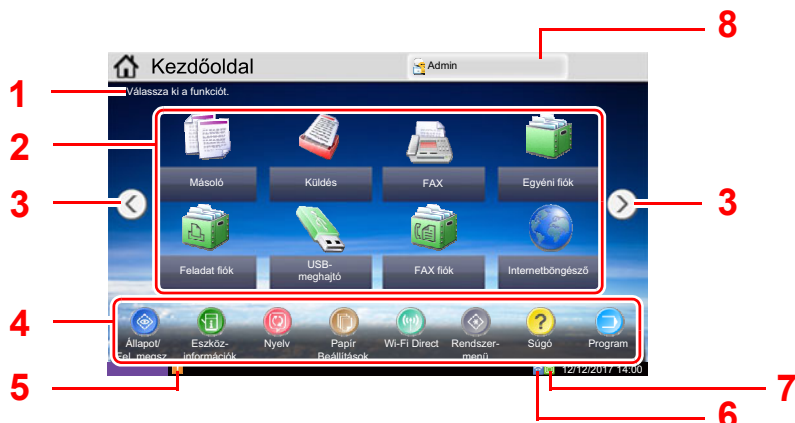 8
Kezdőoldal
Admin
1
Válassza ki a funkciót.
2
Másoló
Küldés
FAX
Egyéni fiók
3
3
Feladat fiók
USB-
meghajtó
FAX fiók
Internetböngésző
4
Állapot/
Fel. megsz.
Eszköz-
információk
Nyelv
Papír
Beállítások
Wi-Fi Direct
Rendszer-
menü
Súgó
Program
5
12/12/2017 14:00
7
6